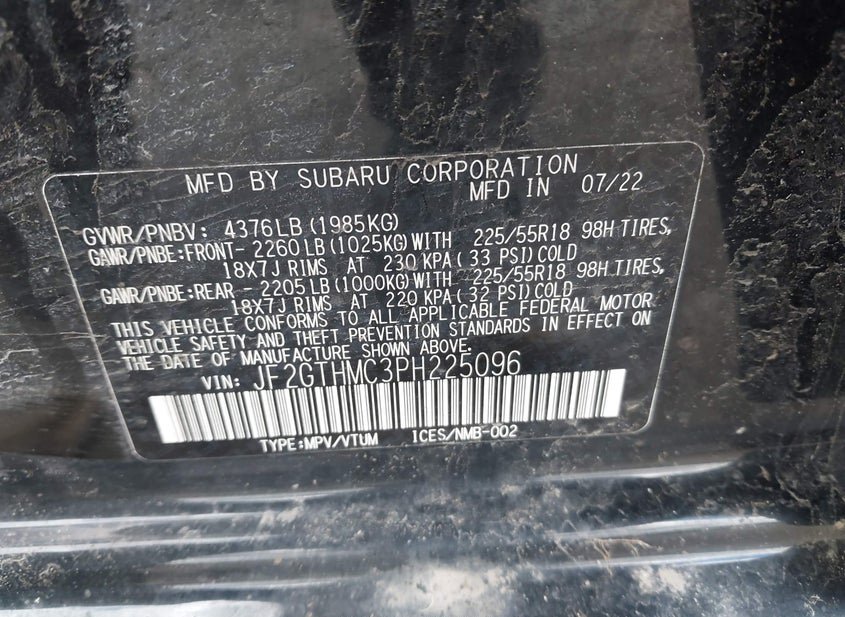 MFD BY SUBARU CORPORATION
MFD IN 07/22
GVWR/PNBV: 4376LB (1985KG)
GAWR/PNBE:FRONT- 2260 LB (1025KG) WITH 225/55R18 98H TIRES,
18X7J RIMS AT 230 KPA ( 33 PSI) COLD
GAWR/PNBE:REAR - 2205 LB (1000KG) WITH 225/55R18 98H TIRES,
18X7J RIMS AT 220 KPA ( 32 PSI) COLD
THIS VEHICLE CONFORMS TO ALL APPLICABLE FEDERAL MOTOR
VEHICLE SAFETY AND THEFT PREVENTION STANDARDS IN EFFECT ON
THE DATE OF MANUFACTURE SHOWN ABOVE.
VIN: JF2GTHMC3PH225096
TYPE:MPV/VTUM ICES/NMB-002